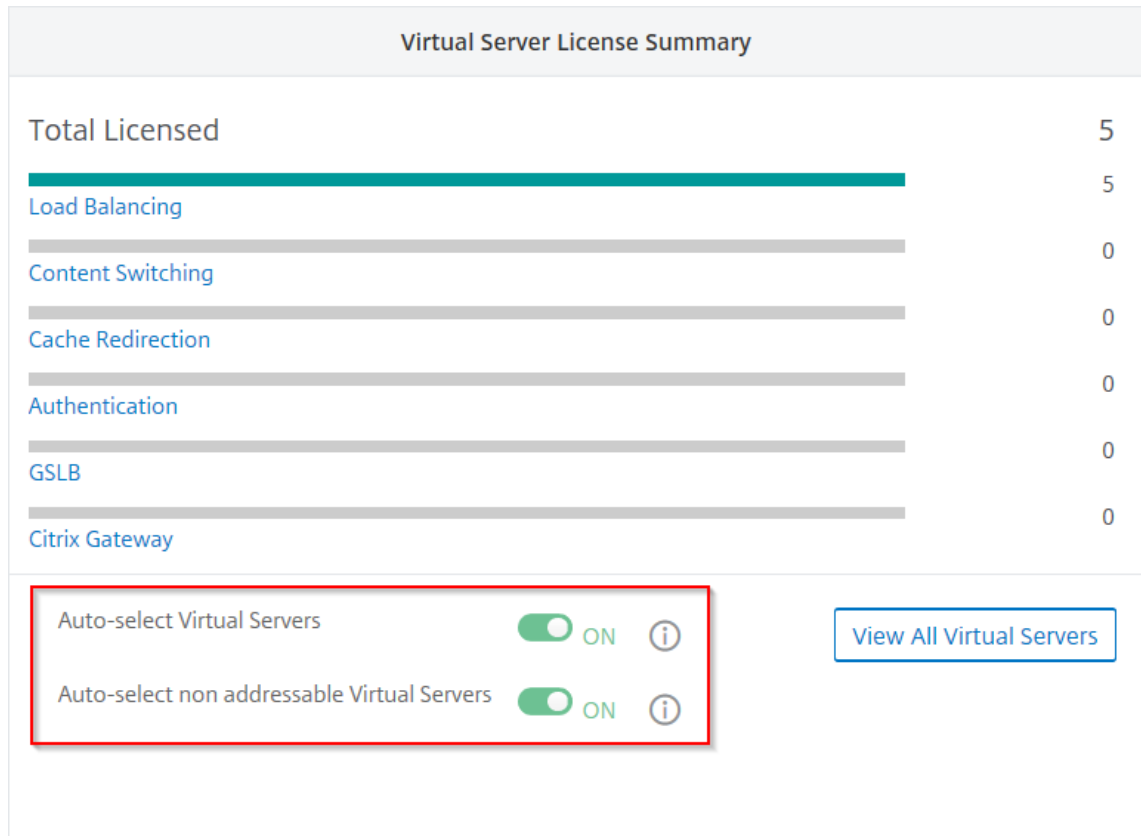 Virtual Server License Summary
Total Licensed 5
5
Load Balancing
0
Content Switching
0
Cache Redirection
0
Authentication
0
GSLB
0
Citrix Gateway
Auto-select Virtual Servers ON View All Virtual Servers
Auto-select non addressable Virtual Servers ON